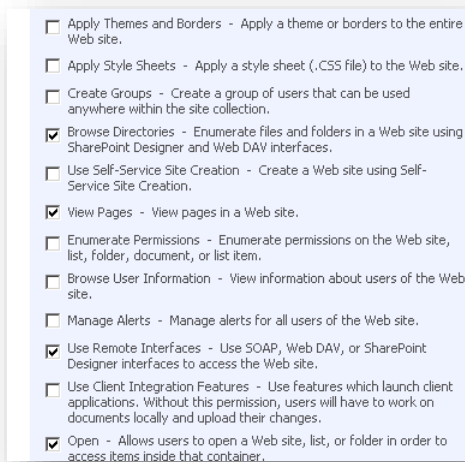 Apply Themes and Borders - Apply a theme or borders to the entire
Web site.
Apply Style Sheets - Apply a style sheet (.CSS file) to the Web site.
Create Groups - Create a group of users that can be used
anywhere within the site collection.
Browse Directories - Enumerate files and folders in a Web site using
SharePoint Designer and Web DAV interfaces.
Use Self-Service Site Creation - Create a Web site using Self-
Service Site Creation.
View Pages - View pages in a Web site.
Enumerate Permissions - Enumerate permissions on the Web site,
list, folder, document, or list item.
Browse User Information - View information about users of the Web
site.
Manage Alerts - Manage alerts for all users of the Web site.
Use Remote Interfaces - Use SOAP, Web DAV, or SharePoint
Designer interfaces to access the Web site.
Use Client Integration Features - Use features which launch client
applications. Without this permission, users will have to work on
documents locally and upload their changes.
Open - Allows users to open a Web site, list, or folder in order to
access items inside that container.